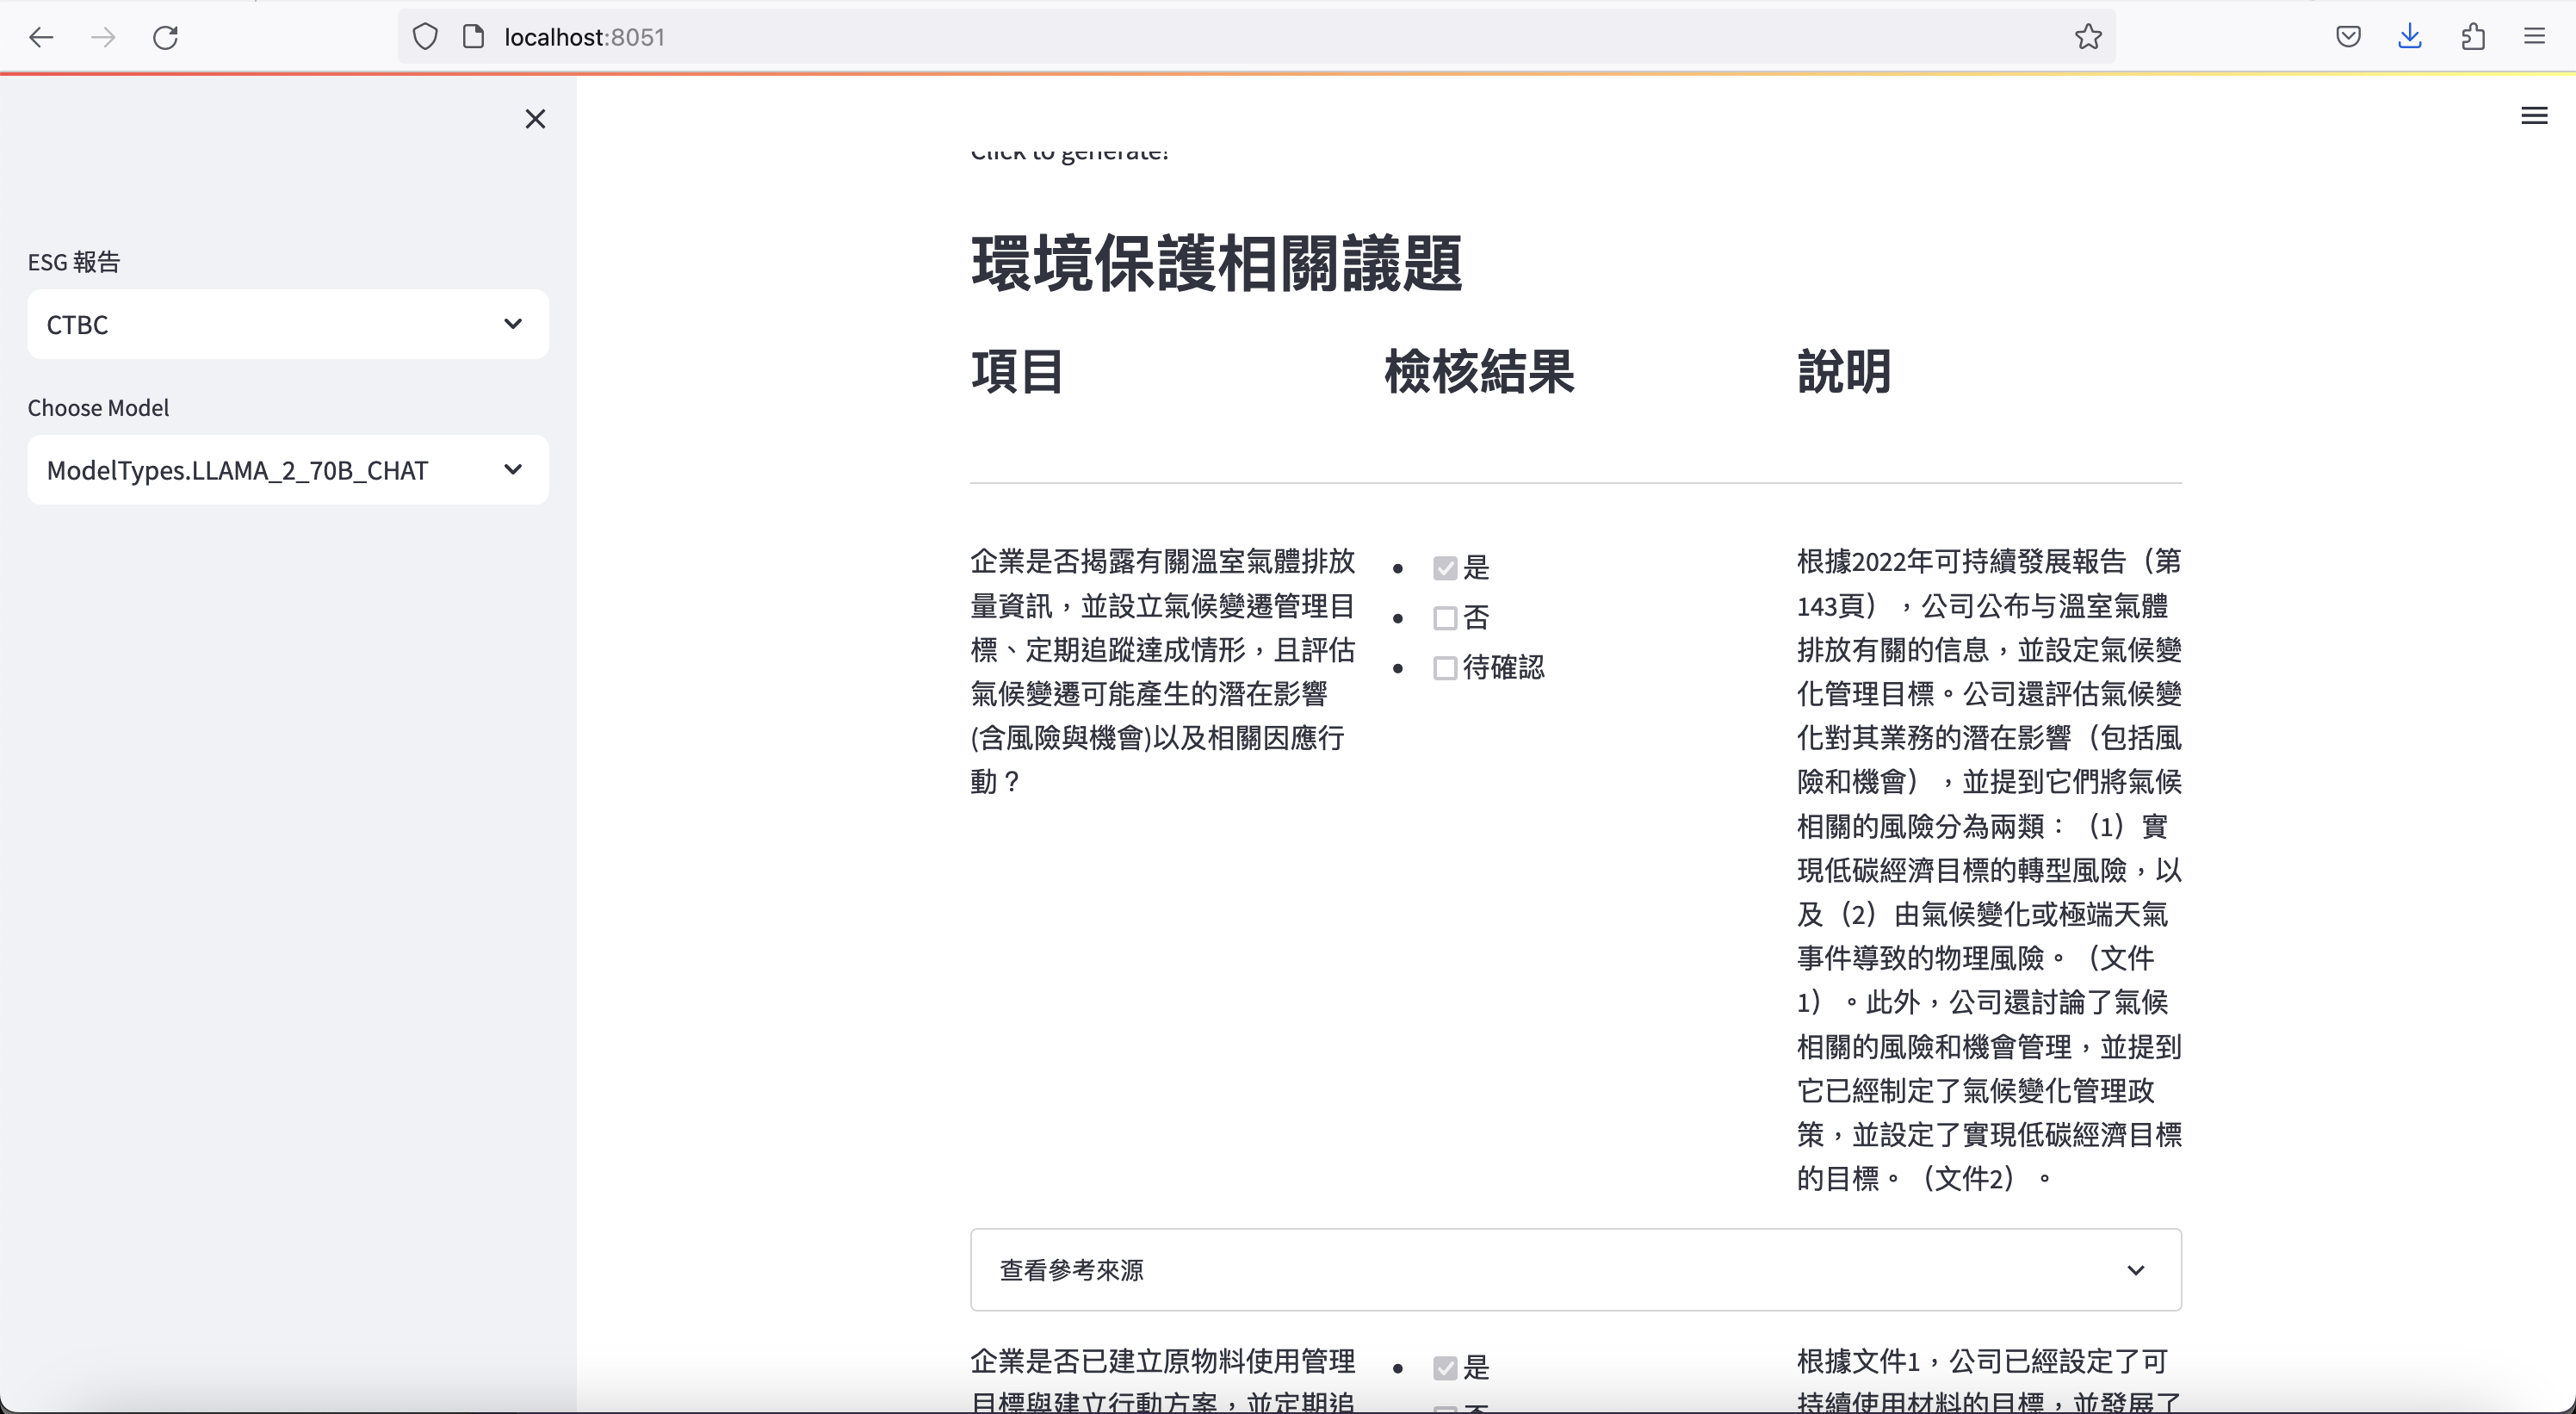 localhost:8051
ESG 報告
CTBC
Choose Model
ModelTypes.LLAMA_2_70B_CHAT
Click to generate!
環境保護相關議題
項目
檢核結果
說明
企業是否揭露有關溫室氣體排放
量資訊，並設立氣候變遷管理目
標、定期追蹤達成情形，且評估
氣候變遷可能產生的潛在影響
(含風險與機會)以及相關因應行
動？
是
否
待確認
根據2022年可持續發展報告（第
143頁），公司公布与溫室氣體
排放有關的信息，並設定氣候變
化管理目標。公司還評估氣候變
化對其業務的潛在影響（包括風
險和機會），並提到它們將氣候
相關的風險分為兩類：（1）實
現低碳經濟目標的轉型風險，以
及（2）由氣候變化或極端天氣
事件導致的物理風險。（文件
1）。此外，公司還討論了氣候
相關的風險和機會管理，並提到
它已經制定了氣候變化管理政
策，並設定了實現低碳經濟目標
的目標。（文件2）。
查看參考來源
企業是否已建立原物料使用管理
目標與建立行動方案，並定期追
是
否
根據文件1，公司已經設定了可
持續使用材料的目標，並發展了